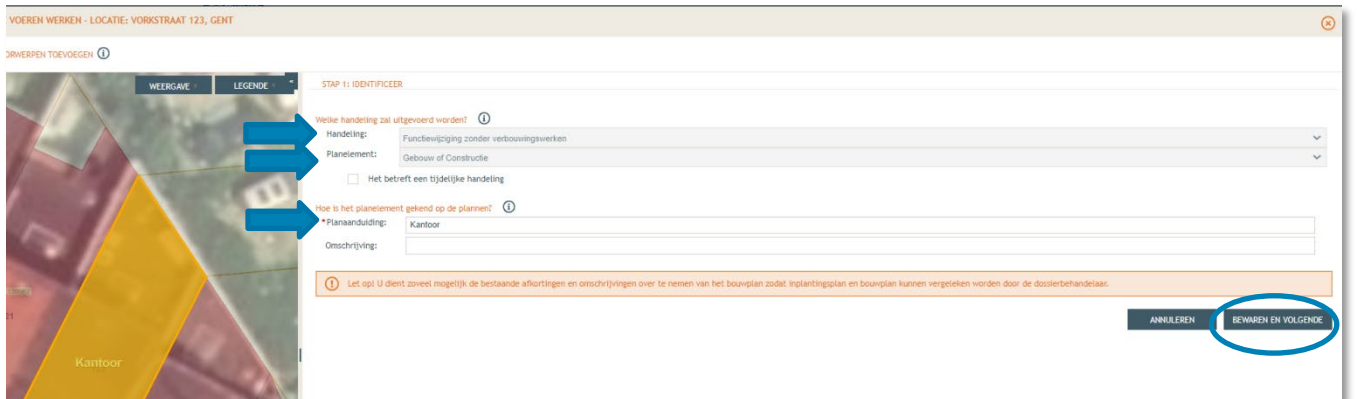 VOEREN WERKEN - LOCATIE: VORKSTRAAT 123, GENT
ORWERPEN TOEVOEGEN
WEERGAVE
LEGENDE
STAP 1: IDENTIFICEER
Welke handeling zal uitgevoerd worden?
Handeling: Functiewijziging zonder verbouwingswerken
Planelement: Gebouw of Constructie
Het betreft een tijdelijke handeling
Hoe is het planelement gekend op de plannen?
*Planaanduiding: Kantoor
Omschrijving:
Let op! U dient zoveel mogelijk de bestaande afkortingen en omschrijvingen over te nemen van het bouwplan zodat inplantingsplan en bouwplan kunnen vergeleken worden door de dossierbehandelaar.
ANNULEREN
BEWAREN EN VOLGENDE
21
Kantoor